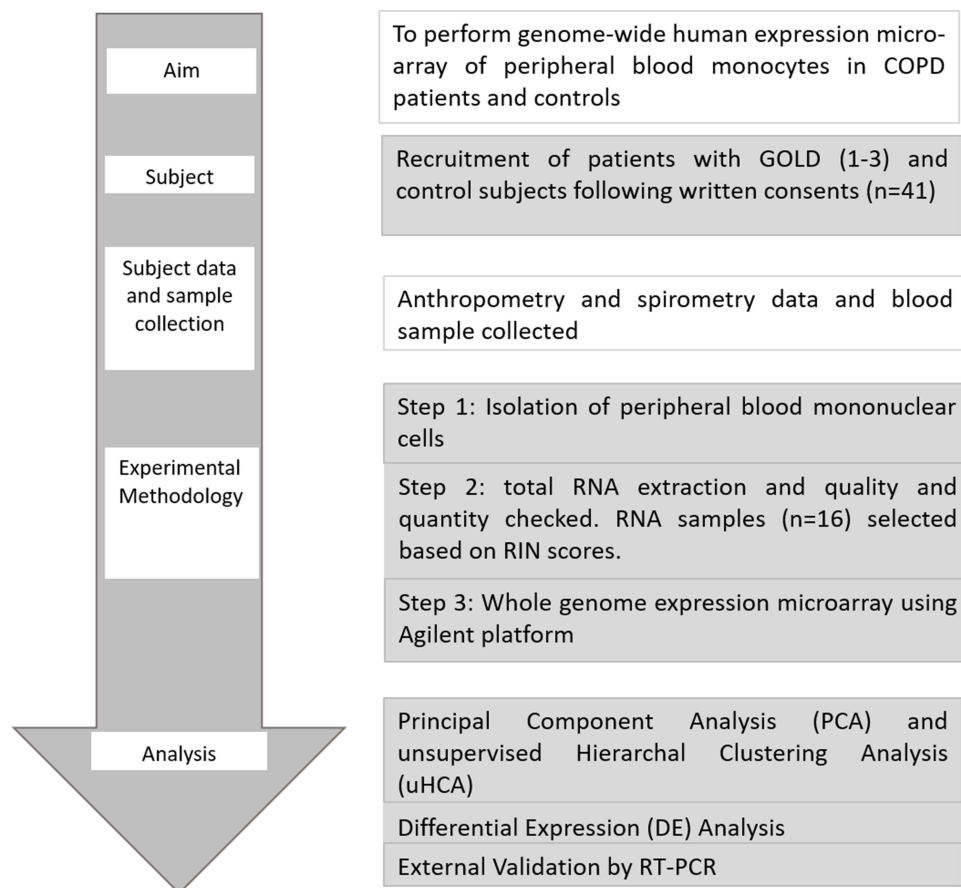 Aim
To perform genome-wide human expression micro-
array of peripheral blood monocytes in COPD
patients and controls
Subject
Recruitment of patients with GOLD (1-3) and
control subjects following written consents (n=41)
Subject data
and sample
collection
Anthropometry and spirometry data and blood
sample collected
Experimental
Methodology
Step 1: Isolation of peripheral blood mononuclear
cells
Step 2: total RNA extraction and quality and
quantity checked. RNA samples (n=16) selected
based on RIN scores.
Step 3: Whole genome expression microarray using
Agilent platform
Analysis
Principal Component Analysis (PCA) and
unsupervised Hierarchal Clustering Analysis
(uHCA)
Differential Expression (DE) Analysis
External Validation by RT-PCR